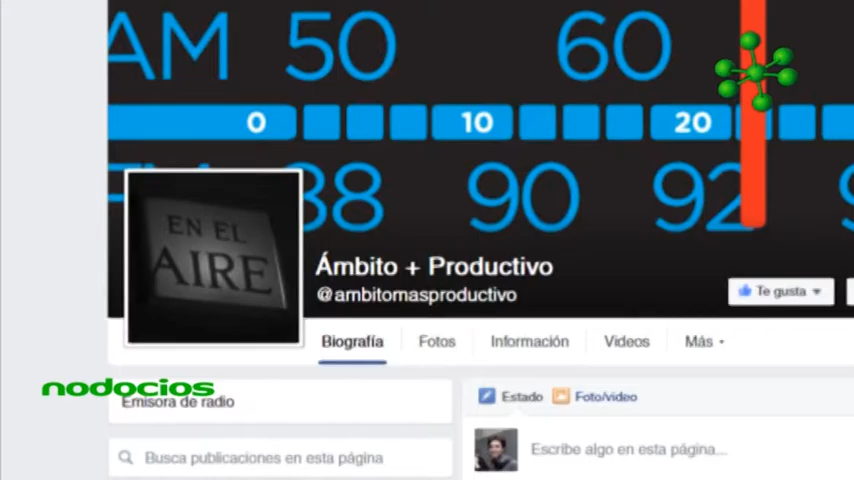 AM 50 60
0 10 20
88 90 92
EN EL
AIRE
Ámbito + Productivo
@ambitomasproductivo
Te gusta
Biografía Fotos Información Videos Más
nodocios
Emisora de radio
Estado Foto/video
Busca publicaciones en esta página
Escribe algo en esta página...